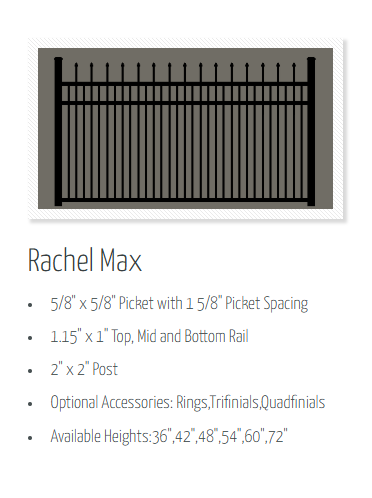 Rachel Max
• 5/8" x 5/8" Picket with 1 5/8" Picket Spacing
• 1.15" x 1" Top, Mid and Bottom Rail
• 2" x 2" Post
• Optional Accessories: Rings,Trifinials,Quadfinials
• Available Heights:36",42",48",54",60",72"